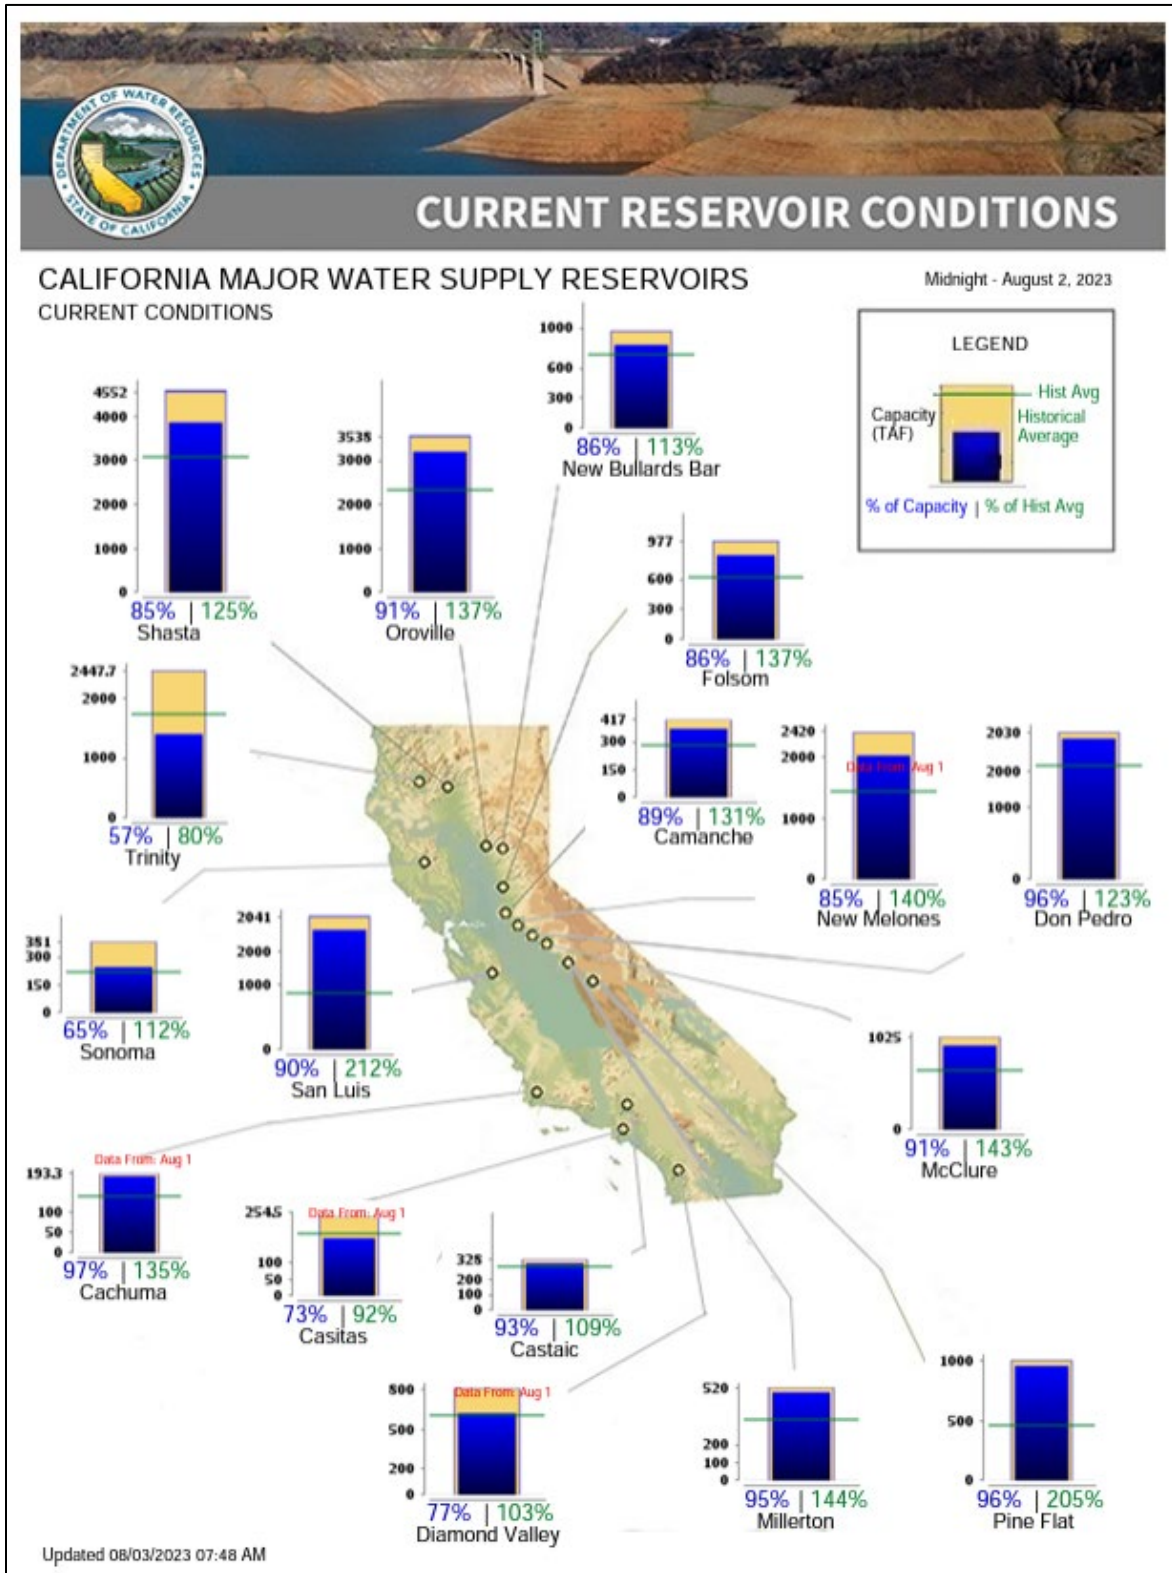 DEPARTMENT OF WATER RESOURCES
STATE OF CALIFORNIA
CURRENT RESERVOIR CONDITIONS
CALIFORNIA MAJOR WATER SUPPLY RESERVOIRS
CURRENT CONDITIONS
Midnight - August 2, 2023
LEGEND
Hist Avg
Capacity
(TAF)
Historical
Average
% of Capacity | % of Hist Avg
1000
600
300
0
86% | 113%
New Bullards Bar
4552
4000
3000
2000
1000
0
85% | 125%
Shasta
3538
3000
2000
1000
0
91% | 137%
Oroville
977
600
300
0
86% | 137%
Folsom
2447.7
2000
1000
0
57% | 80%
Trinity
417
300
150
0
89% | 131%
Camanche
2420
2000
1000
0
Data From: Aug 1
85% | 140%
New Melones
2030
2000
1000
0
96% | 123%
Don Pedro
381
300
150
0
65% | 112%
Sonoma
2041
2000
1000
0
90% | 212%
San Luis
1025
0
91% | 143%
McClure
Data From: Aug 1
193.3
100
50
0
97% | 135%
Cachuma
Data From: Aug 1
254.5
100
50
0
73% | 92%
Casitas
328
200
100
0
93% | 109%
Castaic
Data From: Aug 1
800
500
200
0
77% | 103%
Diamond Valley
520
200
100
0
95% | 144%
Millerton
1000
500
0
96% | 205%
Pine Flat
Updated 08/03/2023 07:48 AM